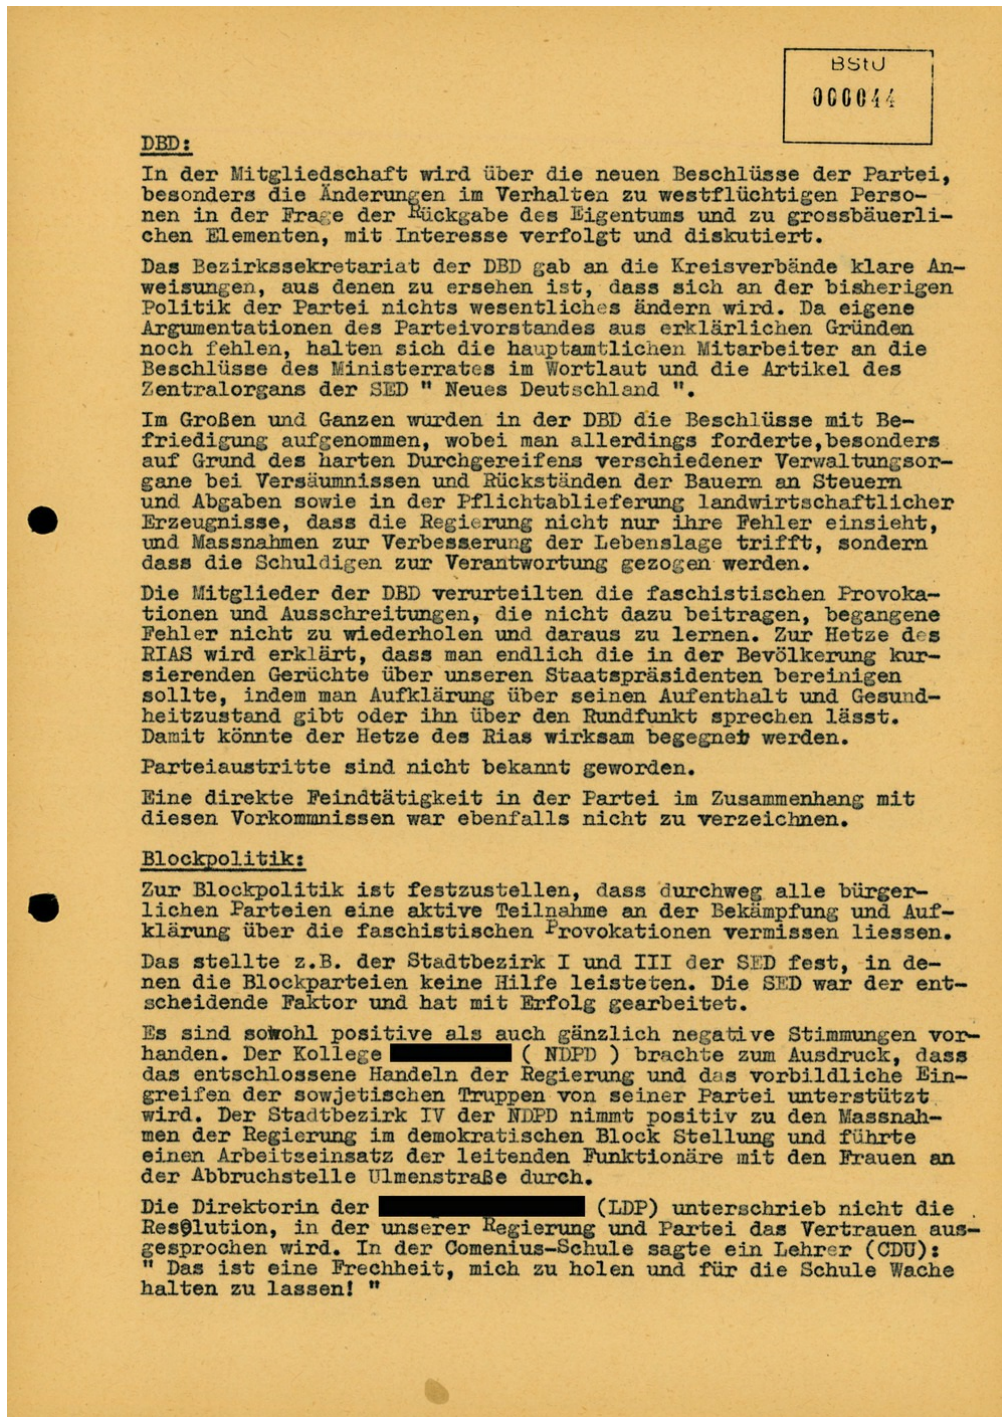 BStU
000044
DBD:
In der Mitgliedschaft wird über die neuen Beschlüsse der Partei,
besonders die Änderungen im Verhalten zu westflüchtigen Perso-
nen in der Frage der Rückgabe des Eigentums und zu grossbäuerli-
chen Elementen, mit Interesse verfolgt und diskutiert.
Das Bezirkssekretariat der DBD gab an die Kreisverbände klare An-
weisungen, aus denen zu ersehen ist, dass sich an der bisherigen
Politik der Partei nichts wesentliches ändern wird. Da eigene
Argumentationen des Parteivorstandes aus erklärlichen Gründen
noch fehlen, halten sich die hauptamtlichen Mitarbeiter an die
Beschlüsse des Ministerrates im Wortlaut und die Artikel des
Zentralorgans der SED " Neues Deutschland ".
Im Großen und Ganzen wurden in der DBD die Beschlüsse mit Be-
friedigung aufgenommen, wobei man allerdings forderte,besonders
auf Grund des harten Durchgereifens verschiedener Verwaltungsor-
gane bei Versäumnissen und Rückständen der Bauern an Steuern
und Abgaben sowie in der Pflichtablieferung landwirtschaftlicher
Erzeugnisse, dass die Regierung nicht nur ihre Fehler einsieht,
und Massnahmen zur Verbesserung der Lebenslage trifft, sondern
dass die Schuldigen zur Verantwortung gezogen werden.
Die Mitglieder der DBD verurteilten die faschistischen Provoka-
tionen und Ausschreitungen, die nicht dazu beitragen, begangene
Fehler nicht zu wiederholen und daraus zu lernen. Zur Hetze des
RIAS wird erklärt, dass man endlich die in der Bevölkerung kur-
sierenden Gerüchte über unseren Staatspräsidenten bereinigen
sollte, indem man Aufklärung über seinen Aufenthalt und Gesund-
heitzustand gibt oder ihn über den Rundfunkt sprechen lässt.
Damit könnte der Hetze des Rias wirksam begegnet werden.
Parteiaustritte sind nicht bekannt geworden.
Eine direkte Feindtätigkeit in der Partei im Zusammenhang mit
diesen Vorkommnissen war ebenfalls nicht zu verzeichnen.
Blockpolitik:
Zur Blockpolitik ist festzustellen, dass durchweg alle bürger-
lichen Parteien eine aktive Teilnahme an der Bekämpfung und Auf-
klärung über die faschistischen Provokationen vermissen liessen.
Das stellte z.B. der Stadtbezirk I und III der SED fest, in de-
nen die Blockparteien keine Hilfe leisteten. Die SED war der ent-
scheidende Faktor und hat mit Erfolg gearbeitet.
Es sind sowohl positive als auch gänzlich negative Stimmungen vor-
handen. Der Kollege ( NDPD ) brachte zum Ausdruck, dass
das entschlossene Handeln der Regierung und das vorbildliche Ein-
greifen der sowjetischen Truppen von seiner Partei unterstützt
wird. Der Stadtbezirk IV der NDPD nimmt positiv zu den Massnah-
men der Regierung im demokratischen Block Stellung und führte
einen Arbeitseinsatz der leitenden Funktionäre mit den Frauen an
der Abbruchstelle Ulmenstraße durch.
Die Direktorin der (LDP) unterschrieb nicht die
Resolution, in der unserer Regierung und Partei das Vertrauen aus-
gesprochen wird. In der Comenius-Schule sagte ein Lehrer (CDU):
" Das ist eine Frechheit, mich zu holen und für die Schule Wache
halten zu lassen! "